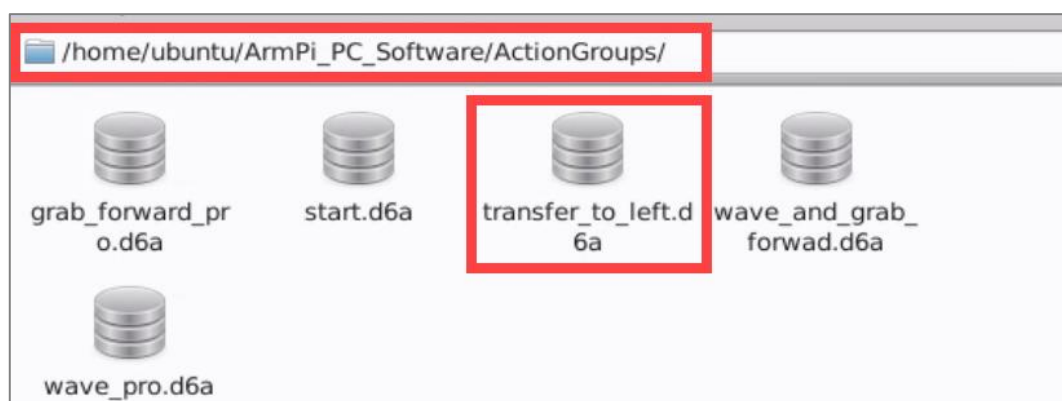 /home/ubuntu/ArmPi_PC_Software/ActionGroups/
grab_forward_pr
o.d6a
start.d6a
transfer_to_left.d
6a
wave_and_grab_
forwad.d6a
wave_pro.d6a